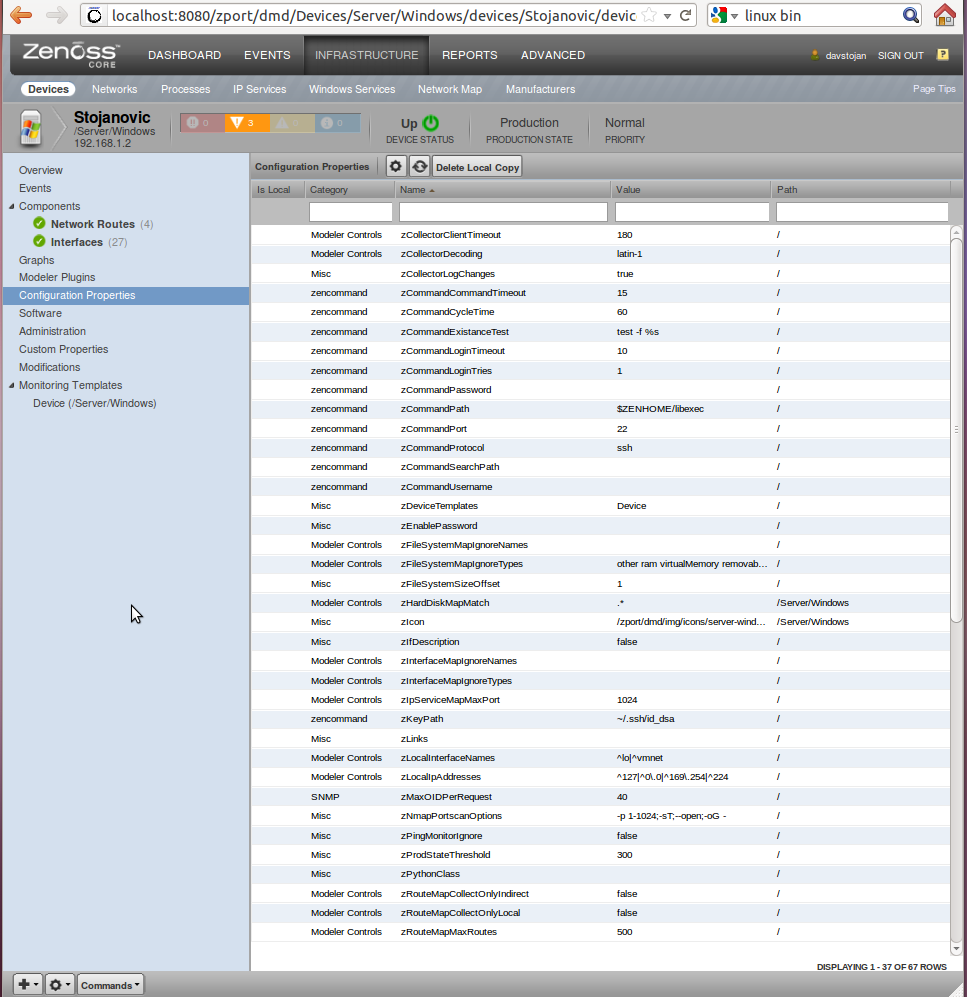 localhost:8080/zport/dmd/Devices/Server/Windows/devices/Stojanovic/devic linux bin
Zenoss CORE DASHBOARD EVENTS INFRASTRUCTURE REPORTS ADVANCED davstojan SIGN OUT ?
Devices Networks Processes IP Services Windows Services Network Map Manufacturers Page Tips
Stojanovic
/Server/Windows
192.168.1.2
0 3 0
Up
DEVICE STATUS
Production
PRODUCTION STATE
Normal
PRIORITY
Overview
Events
Components
Network Routes (4)
Interfaces (27)
Graphs
Modeler Plugins
Configuration Properties
Software
Administration
Custom Properties
Modifications
Monitoring Templates
Device (/Server/Windows)
Configuration Properties Delete Local Copy
Is Local Category Name Value Path
Modeler Controls zCollectorClientTimeout 180 /
Modeler Controls zCollectorDecoding latin-1 /
Misc zCollectorLogChanges true /
zencommand zCommandCommandTimeout 15 /
zencommand zCommandCycleTime 60 /
zencommand zCommandExistanceTest test -f %s /
zencommand zCommandLoginTimeout 10 /
zencommand zCommandLoginTries 1 /
zencommand zCommandPassword /
zencommand zCommandPath $ZENHOME/libexec /
zencommand zCommandPort 22 /
zencommand zCommandProtocol ssh /
zencommand zCommandSearchPath /
zencommand zCommandUsername /
Misc zDeviceTemplates Device /
Misc zEnablePassword /
Modeler Controls zFileSystemMapIgnoreNames /
Modeler Controls zFileSystemMapIgnoreTypes other ram virtualMemory removab... /
Misc zFileSystemSizeOffset 1 /
Modeler Controls zHardDiskMapMatch .* /Server/Windows
Misc zIcon /zport/dmd/img/icons/server-wind... /Server/Windows
Misc zIfDescription false /
Modeler Controls zInterfaceMapIgnoreNames /
Modeler Controls zInterfaceMapIgnoreTypes /
Modeler Controls zIpServiceMapMaxPort 1024 /
zencommand zKeyPath ~/.ssh/id_dsa /
Misc zLinks /
Modeler Controls zLocalInterfaceNames ^lo|^vmnet /
Modeler Controls zLocalIpAddresses ^127|^0\.0|^169\.254|^224 /
SNMP zMaxOIDPerRequest 40 /
Misc zNmapPortscanOptions -p 1-1024;-sT;--open;-oG - /
Misc zPingMonitorIgnore false /
Misc zProdStateThreshold 300 /
Misc zPythonClass /
Modeler Controls zRouteMapCollectOnlyIndirect false /
Modeler Controls zRouteMapCollectOnlyLocal false /
Modeler Controls zRouteMapMaxRoutes 500 /
DISPLAYING 1 - 37 OF 67 ROWS
Commands